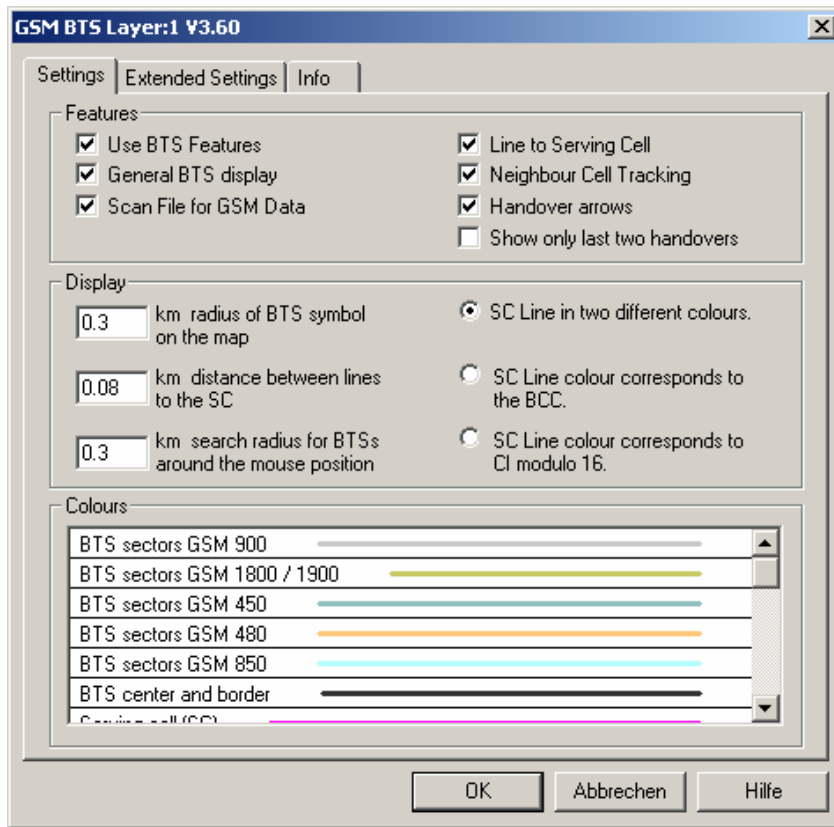 GSM BTS Layer:1 V3.60
Settings
Extended Settings
Info
Features
Use BTS Features
General BTS display
Scan File for GSM Data
Line to Serving Cell
Neighbour Cell Tracking
Handover arrows
Show only last two handovers
Display
0.3
km radius of BTS symbol
on the map
0.08
km distance between lines
to the SC
0.3
km search radius for BTSs
around the mouse position
SC Line in two different colours.
SC Line colour corresponds to
the BCC.
SC Line colour corresponds to
CI modulo 16.
Colours
BTS sectors GSM 900
BTS sectors GSM 1800 / 1900
BTS sectors GSM 450
BTS sectors GSM 480
BTS sectors GSM 850
BTS center and border
Serving cell (SC)
OK
Abbrechen
Hilfe